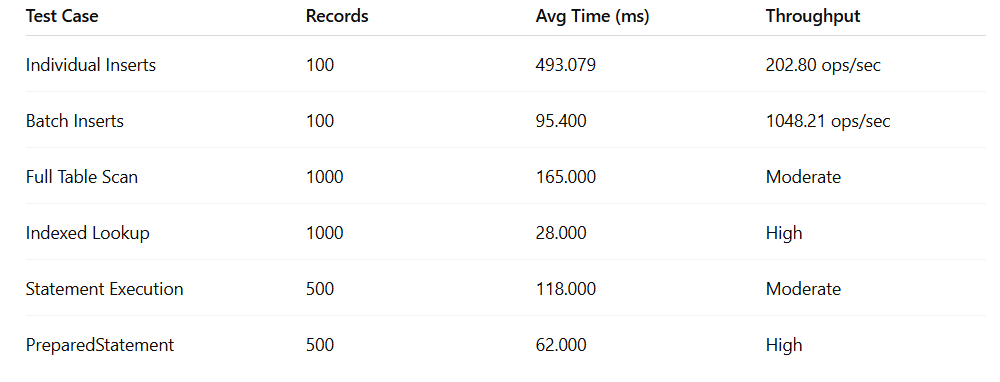 Test Case Records Avg Time (ms) Throughput
Individual Inserts 100 493.079 202.80 ops/sec
Batch Inserts 100 95.400 1048.21 ops/sec
Full Table Scan 1000 165.000 Moderate
Indexed Lookup 1000 28.000 High
Statement Execution 500 118.000 Moderate
PreparedStatement 500 62.000 High